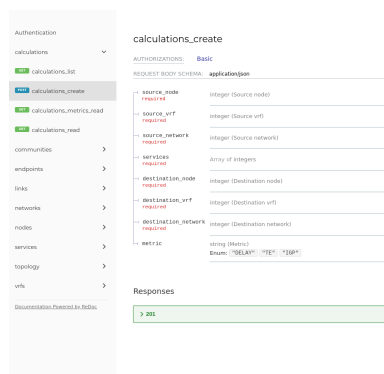 Authentication
calculations
GET calculations_list
POST calculations_create
GET calculations_metrics_read
GET calculations_read
communities
endpoints
links
networks
nodes
services
topology
vrfs
Documentation Powered by ReDoc
calculations_create
AUTHORIZATIONS: Basic
REQUEST BODY SCHEMA: application/json
source_node integer (Source node)
required
source_vrf integer (Source vrf)
required
source_network integer (Source network)
required
services Array of integers
required
destination_node integer (Destination node)
required
destination_vrf integer (Destination vrf)
required
destination_network integer (Destination network)
required
metric string (Metric)
Enum: "DELAY" "TE" "IGP"
Responses
> 201